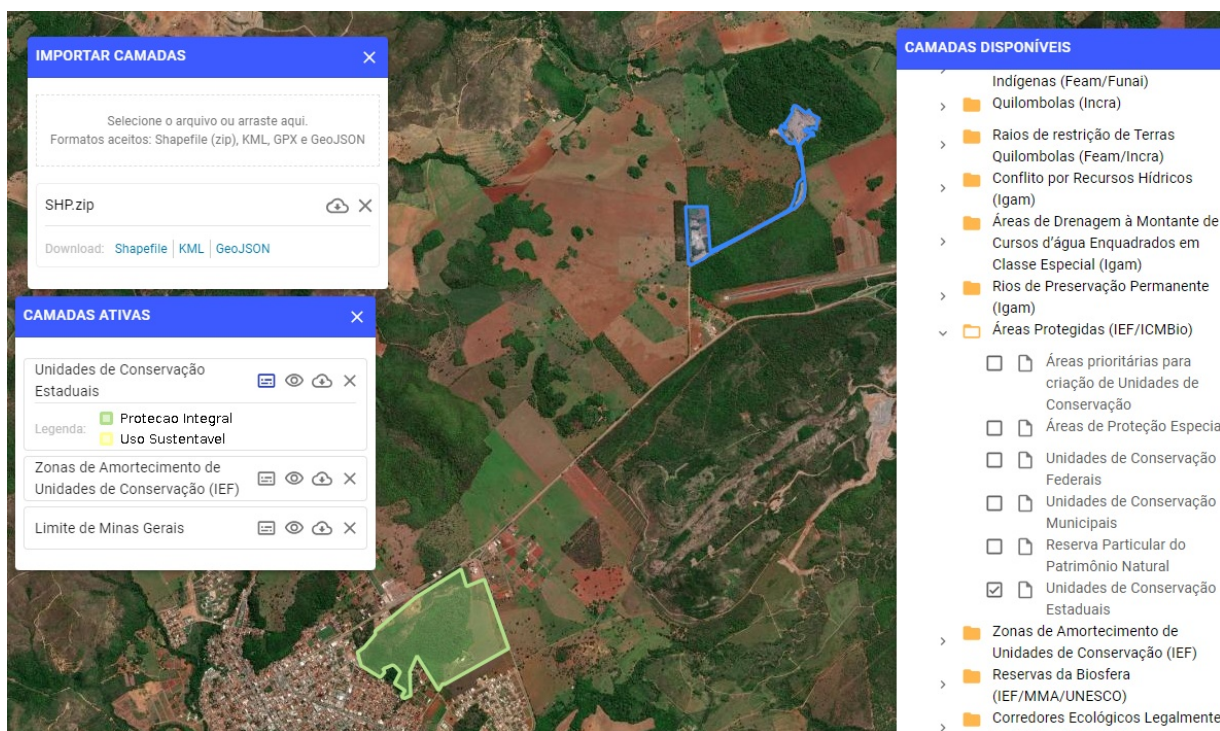 IMPORTAR CAMADAS
Selecione o arquivo ou arraste aqui.
Formatos aceitos: Shapefile (zip), KML, GPX e GeoJSON
SHP.zip
Download: Shapefile KML GeoJSON
CAMADAS ATIVAS
Unidades de Conservação
Estaduais
Legenda:
Protecao Integral
Uso Sustentavel
Zonas de Amortecimento de
Unidades de Conservação (IEF)
Limite de Minas Gerais
CAMADAS DISPONÍVEIS
Indígenas (Feam/Funai)
Quilombolas (Incra)
Raios de restrição de Terras
Quilombolas (Feam/Incra)
Conflito por Recursos Hídricos
(Igam)
Áreas de Drenagem à Montante de
Cursos d'água Enquadrados em
Classe Especial (Igam)
Rios de Preservação Permanente
(Igam)
Áreas Protegidas (IEF/ICMBio)
Áreas prioritárias para
criação de Unidades de
Conservação
Áreas de Proteção Especia
Unidades de Conservação
Federais
Unidades de Conservação
Municipais
Reserva Particular do
Patrimônio Natural
Unidades de Conservação
Estaduais
Zonas de Amortecimento de
Unidades de Conservação (IEF)
Reservas da Biosfera
(IEF/MMA/UNESCO)
Corredores Ecológicos Legalmente